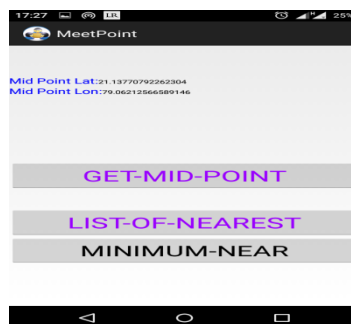 17:27 LR H 25%
MeetPoint
Mid Point Lat:21.13770792262304
Mid Point Lon:79.06212566589146
GET-MID-POINT
LIST-OF-NEAREST
MINIMUM-NEAR